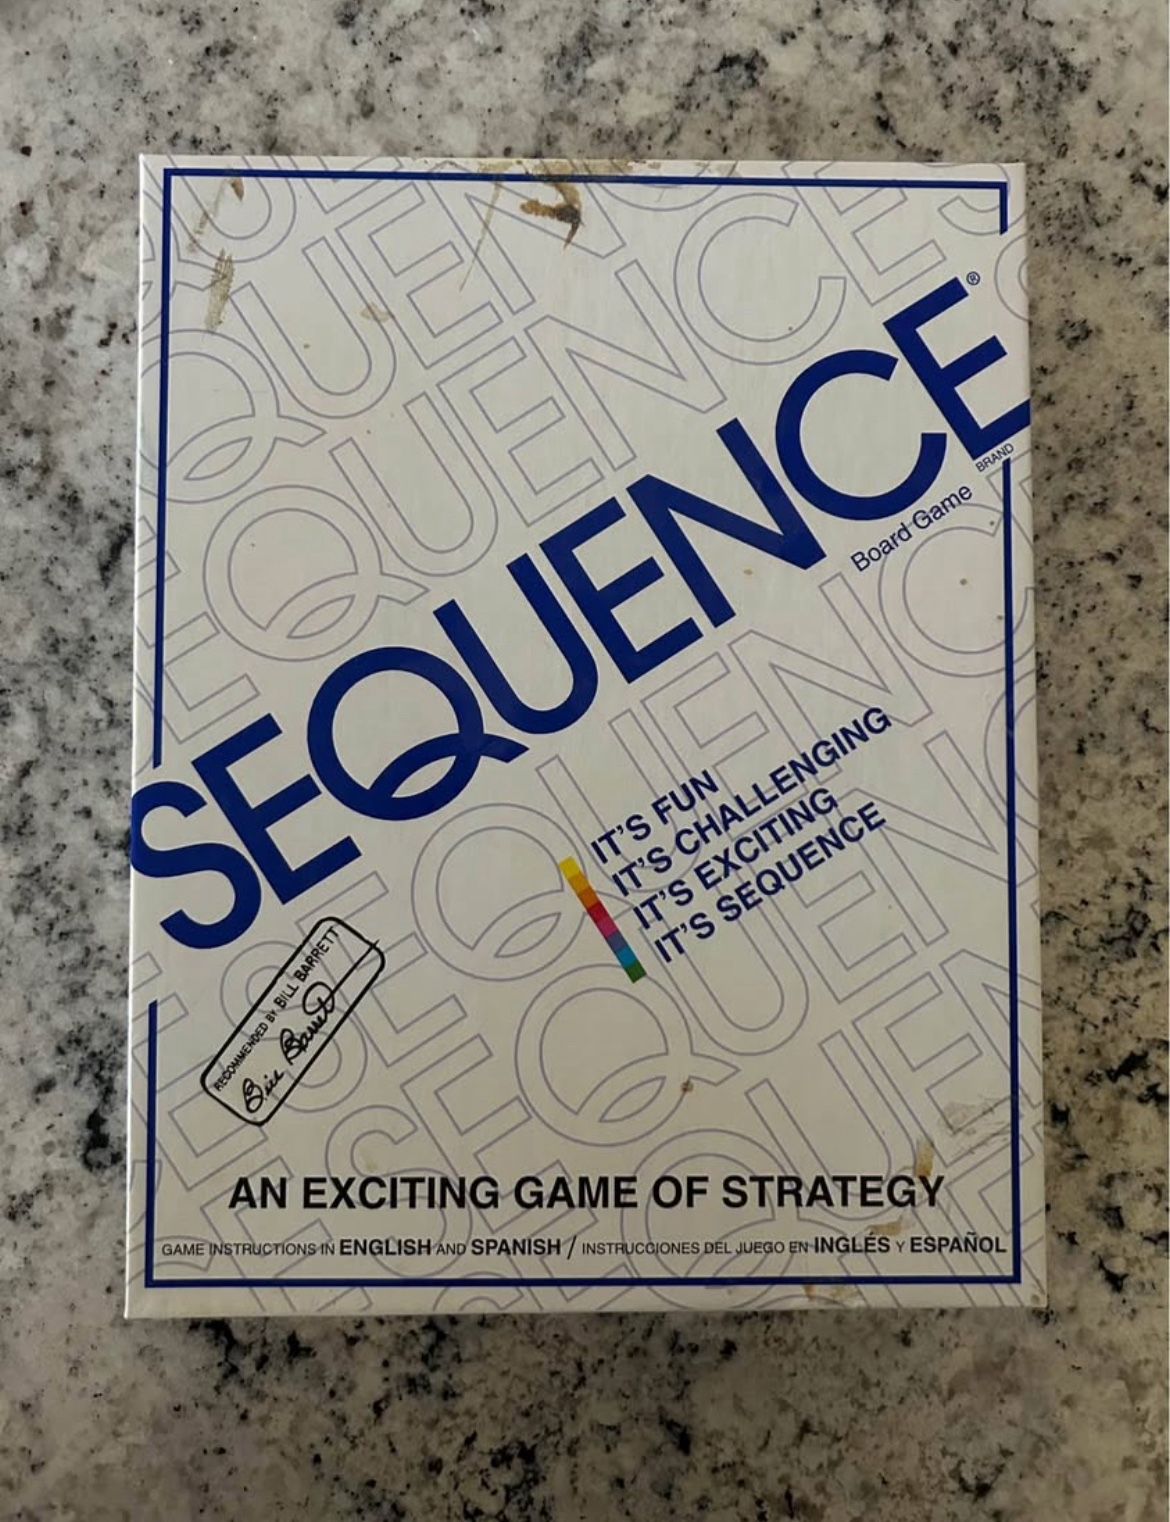 SEQUENCE®
BRAND
Board Game
IT'S FUN
IT'S CHALLENGING
IT'S EXCITING
IT'S SEQUENCE
RECOMMENDED BY BILL BARRETT
Bill Barrett
AN EXCITING GAME OF STRATEGY
GAME INSTRUCTIONS IN ENGLISH AND SPANISH / INSTRUCCIONES DEL JUEGO EN INGLÉS Y ESPAÑOL